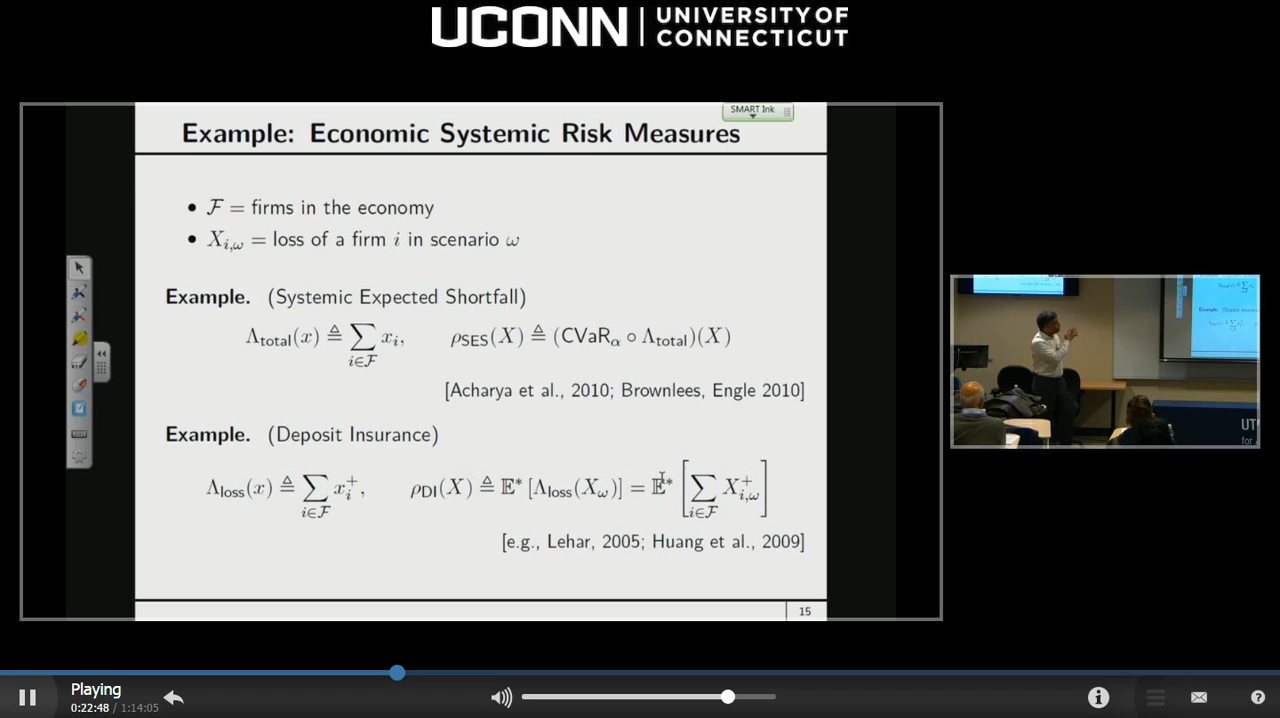 UCONN | UNIVERSITY OF
CONNECTICUT
SMART Ink
Example: Economic Systemic Risk Measures
• ℱ = firms in the economy
• X_{i,ω} = loss of a firm i in scenario ω
Example. (Systemic Expected Shortfall)
Λ_total(x) ≜ ∑_{i∈ℱ} x_i, ρ_SES(X) ≜ (CVaR_α ∘ Λ_total)(X)
[Acharya et al., 2010; Brownlees, Engle 2010]
Example. (Deposit Insurance)
Λ_loss(x) ≜ ∑_{i∈ℱ} x_i^+, ρ_DI(X) ≜ 𝔼* [Λ_loss(X_ω)] = 𝔼* [∑_{i∈ℱ} X_{i,ω}^+]
[e.g., Lehar, 2005; Huang et al., 2009]
15
UT
for
Playing
0:22:48 / 1:14:05